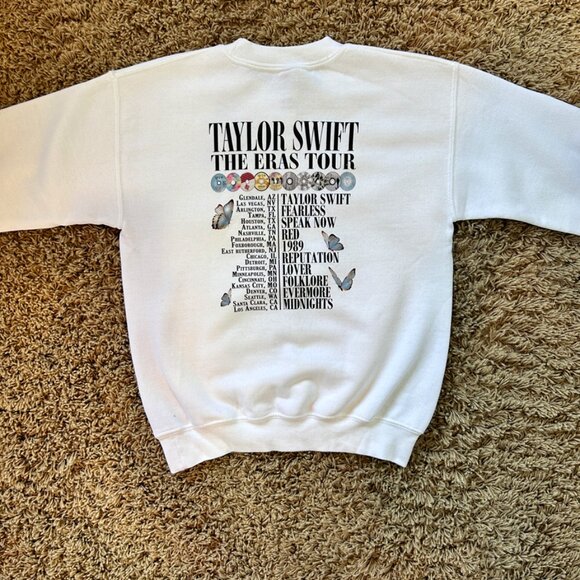 TAYLOR SWIFT
THE ERAS TOUR
GLENDALE, AZ
LAS VEGAS, NV
ARLINGTON, TX
TAMPA, FL
HOUSTON, TX
ATLANTA, GA
NASHVILLE, TN
PHILADELPHIA, PA
FOXBOROUGH, MA
EAST RUTHERFORD, NJ
CHICAGO, IL
DETROIT, MI
PITTSBURGH, PA
MINNEAPOLIS, MN
CINCINNATI, OH
KANSAS CITY, MO
DENVER, CO
SEATTLE, WA
SANTA CLARA, CA
LOS ANGELES, CA
TAYLOR SWIFT
FEARLESS
SPEAK NOW
RED
1989
REPUTATION
LOVER
FOLKLORE
EVERMORE
MIDNIGHTS